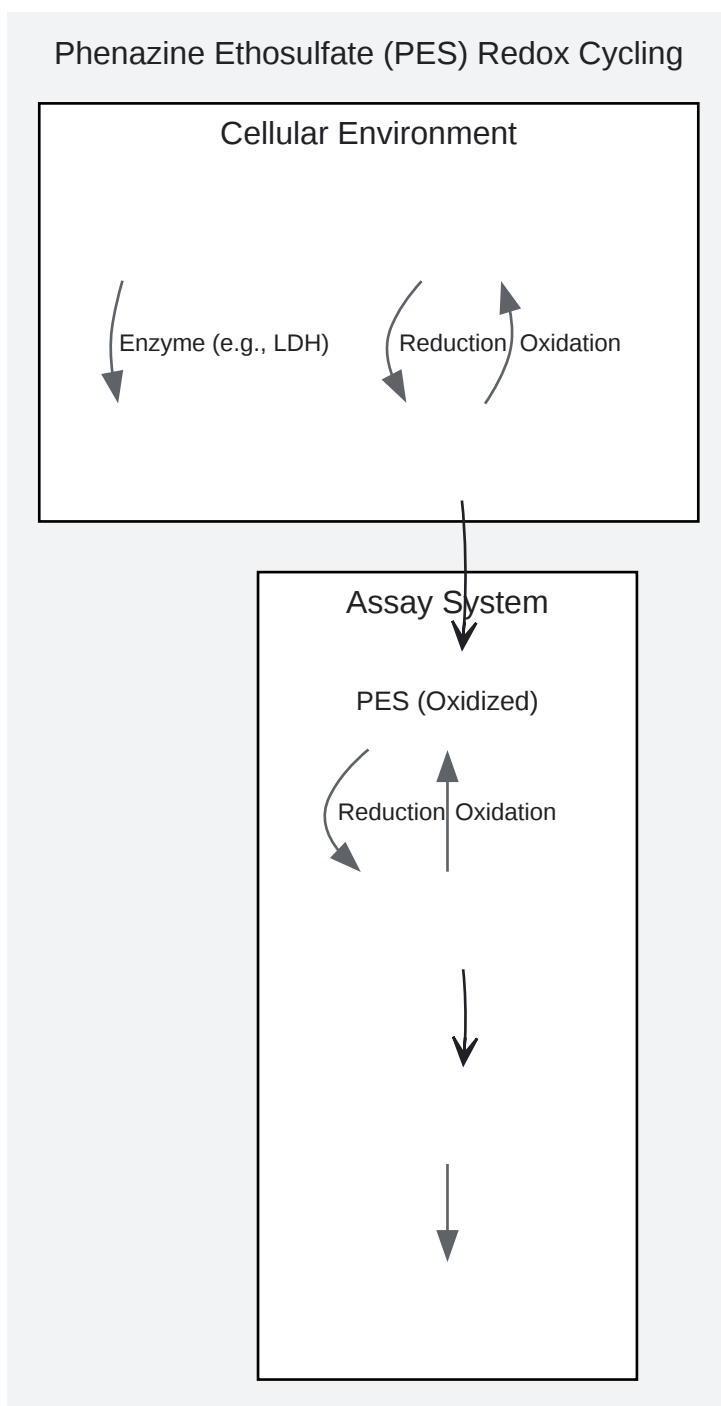 Phenazine Ethosulfate (PES) Redox Cycling
Cellular Environment
Enzyme (e.g., LDH)
Reduction
Oxidation
Assay System
PES (Oxidized)
Reduction
Oxidation